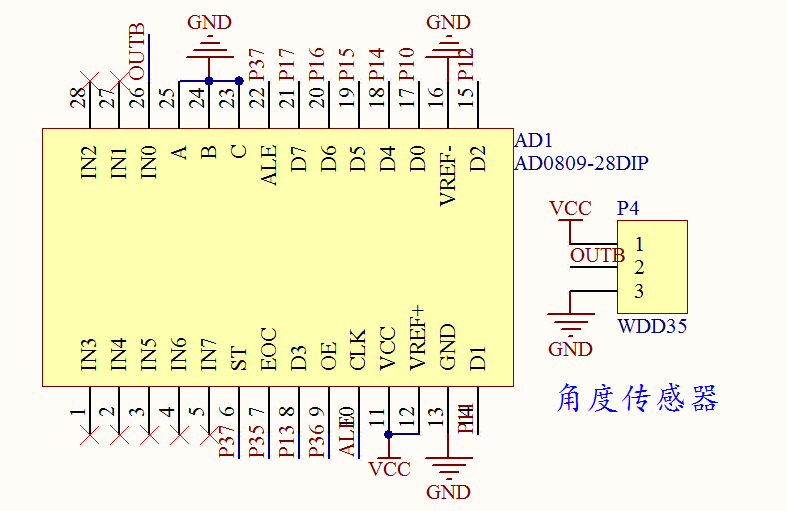 GND GND
OUTB P37 P17 P16 P15 P14 P10 P12
28 27 26 25 24 23 22 21 20 19 18 17 16 15
IN2 IN1 IN0 A B C ALE D7 D6 D5 D4 D0 VREF- D2
AD1
AD0809-28DIP
IN3 IN4 IN5 IN6 IN7 ST EOC D3 OE CLK VCC VREF+ GND D1
1 2 3 4 5 6 7 8 9 10 11 12 13 14
P37 P35 P13 P36 ALE P11
VCC
GND
P4
VCC
1
OUTB
2
3
WDD35
GND
角度传感器